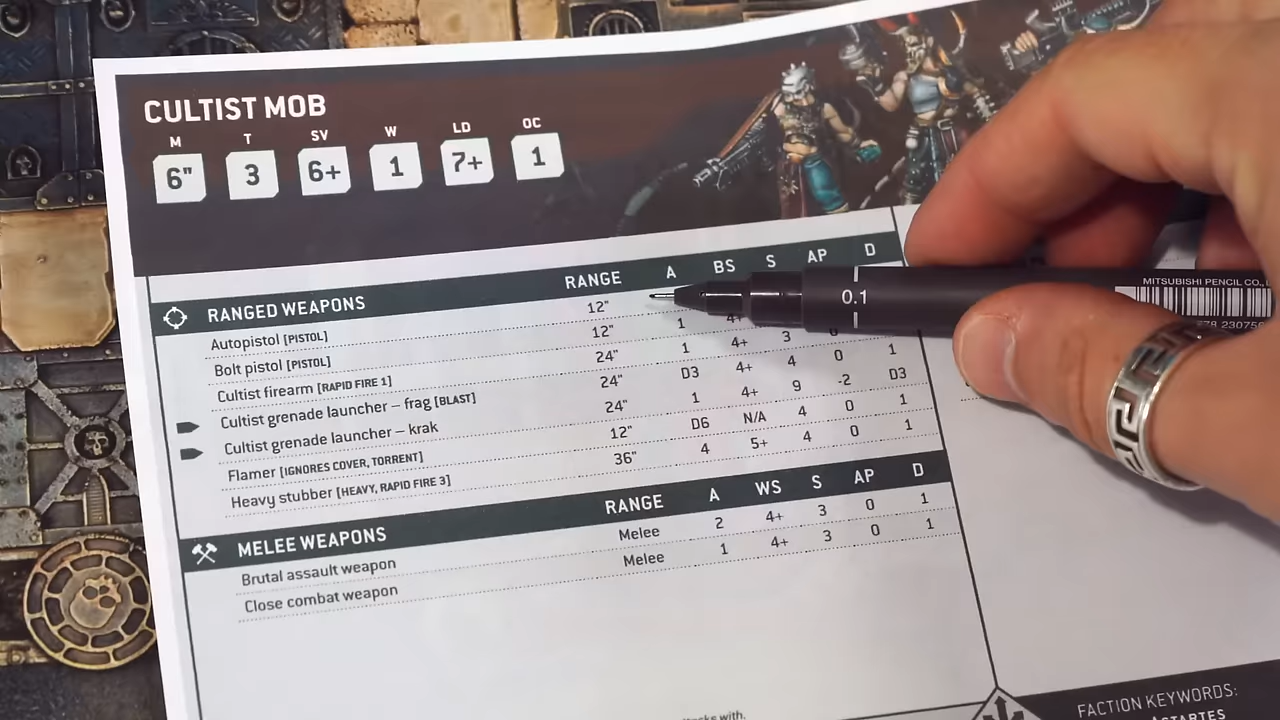 CULTIST MOB
M T SV W LD OC
6" 3 6+ 1 7+ 1
RANGED WEAPONS RANGE A BS S AP D
Autopistol [PISTOL] 12"
Bolt pistol [PISTOL] 12" 1 4+
Cultist firearm [RAPID FIRE 1] 24" 1 4+ 3 0
Cultist grenade launcher – frag [BLAST] 24" D3 4+ 4 0 1
Cultist grenade launcher – krak 24" 1 4+ 9 -2 D3
Flamer [IGNORES COVER, TORRENT] 12" D6 N/A 4 0 1
Heavy stubber [HEAVY, RAPID FIRE 3] 36" 4 5+ 4 0 1
MELEE WEAPONS RANGE A WS S AP D
Brutal assault weapon Melee 2 4+ 3 0 1
Close combat weapon Melee 1 4+ 3 0 1
with.
FACTION KEYWORDS:
0.1
MITSUBISHI PENCIL CO.,